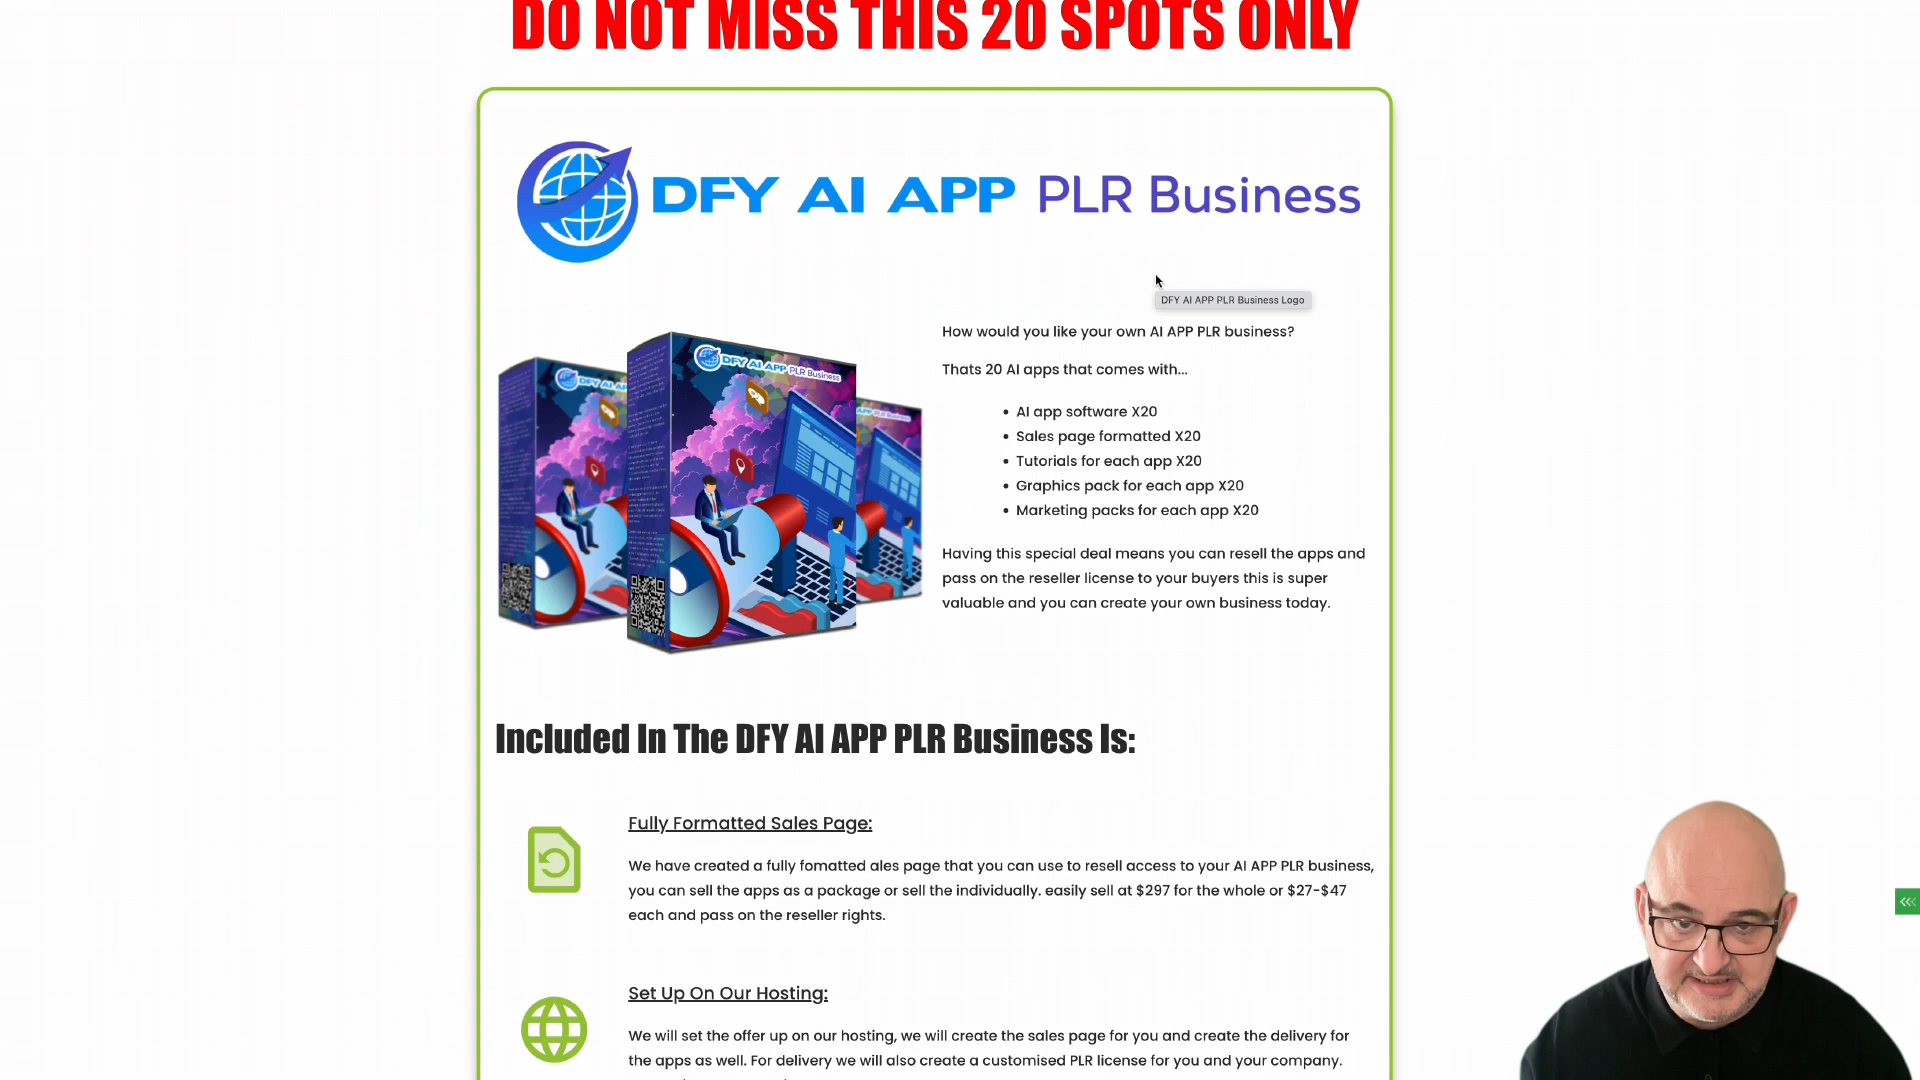 DO NOT MISS THIS 20 SPOTS ONLY
DFY AI APP PLR Business
DFY AI APP PLR Business Logo
How would you like your own AI APP PLR business?
Thats 20 AI apps that comes with...
• AI app software X20
• Sales page formatted X20
• Tutorials for each app X20
• Graphics pack for each app X20
• Marketing packs for each app X20
Having this special deal means you can resell the apps and
pass on the reseller license to your buyers this is super
valuable and you can create your own business today.
DFY AI APP PLR Business
Included In The DFY AI APP PLR Business Is:
Fully Formatted Sales Page:
We have created a fully fomatted ales page that you can use to resell access to your AI APP PLR business,
you can sell the apps as a package or sell the individually. easily sell at $297 for the whole or $27-$47
each and pass on the reseller rights.
Set Up On Our Hosting:
We will set the offer up on our hosting, we will create the sales page for you and create the delivery for
the apps as well. For delivery we will also create a customised PLR license for you and your company.